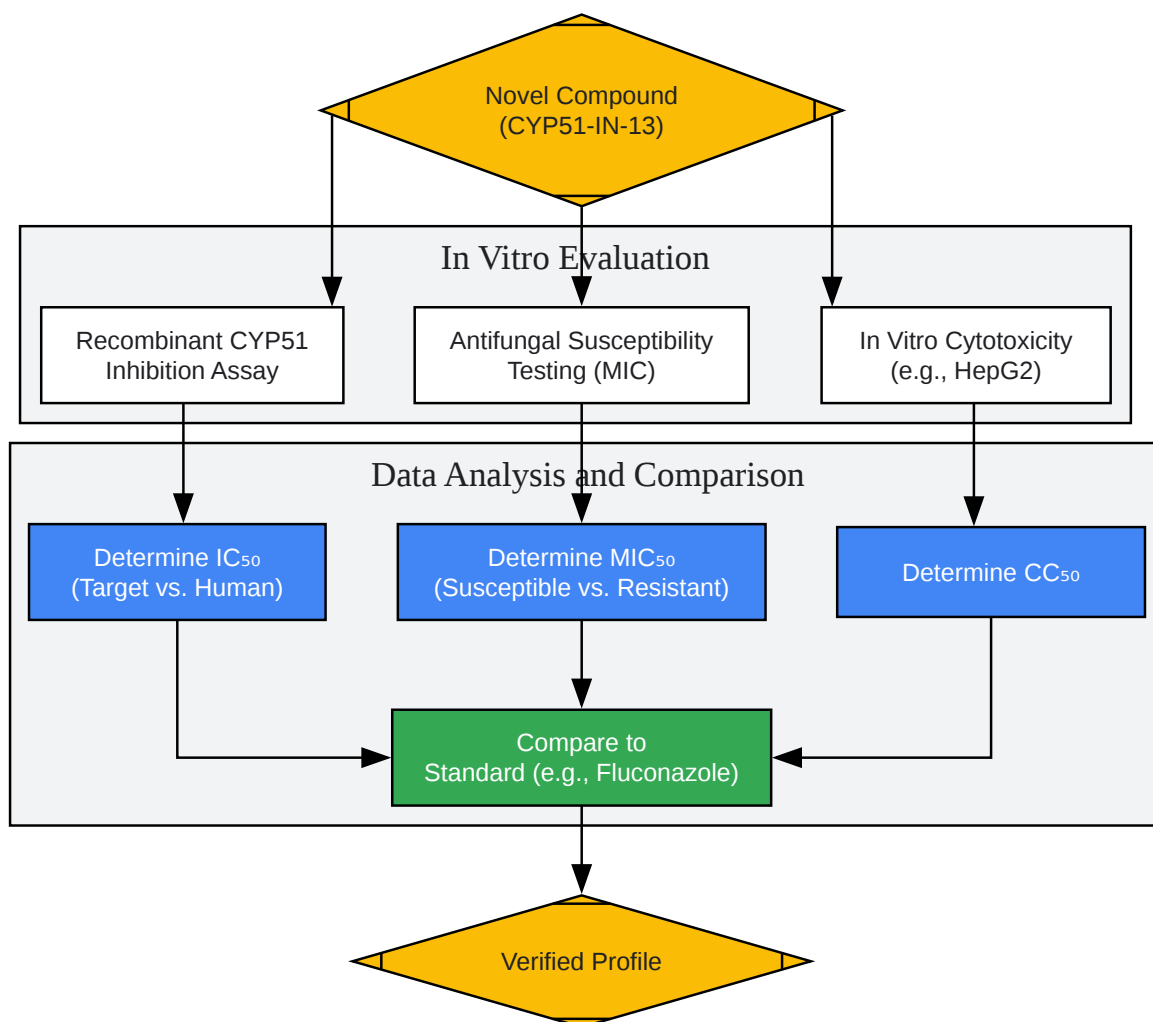 Novel Compound
(CYP51-IN-13)
In Vitro Evaluation
Recombinant CYP51
Inhibition Assay
Antifungal Susceptibility
Testing (MIC)
In Vitro Cytotoxicity
(e.g., HepG2)
Data Analysis and Comparison
Determine IC₅₀
(Target vs. Human)
Determine MIC₅₀
(Susceptible vs. Resistant)
Determine CC₅₀
Compare to
Standard (e.g., Fluconazole)
Verified Profile